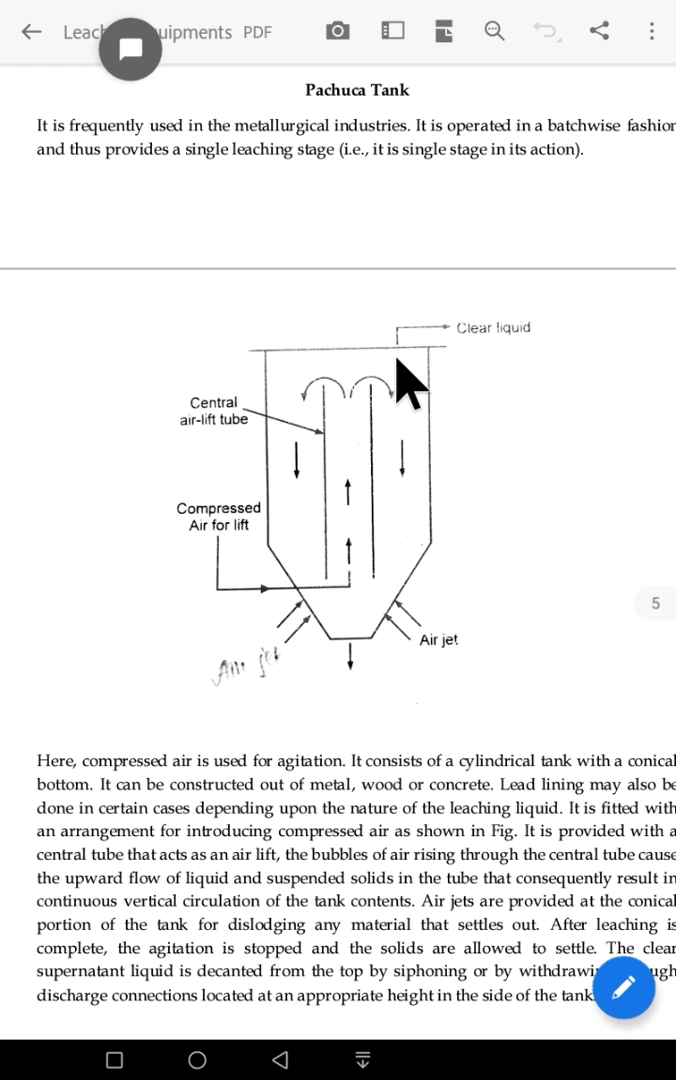 Leach uipments PDF
Pachuca Tank
It is frequently used in the metallurgical industries. It is operated in a batchwise fashion
and thus provides a single leaching stage (i.e., it is single stage in its action).
Clear liquid
Central
air-lift tube
Compressed
Air for lift
5
Air jet
Air jet
Here, compressed air is used for agitation. It consists of a cylindrical tank with a conical
bottom. It can be constructed out of metal, wood or concrete. Lead lining may also be
done in certain cases depending upon the nature of the leaching liquid. It is fitted with
an arrangement for introducing compressed air as shown in Fig. It is provided with a
central tube that acts as an air lift, the bubbles of air rising through the central tube cause
the upward flow of liquid and suspended solids in the tube that consequently result in
continuous vertical circulation of the tank contents. Air jets are provided at the conical
portion of the tank for dislodging any material that settles out. After leaching is
complete, the agitation is stopped and the solids are allowed to settle. The clear
supernatant liquid is decanted from the top by siphoning or by withdrawi ugh
discharge connections located at an appropriate height in the side of the tank